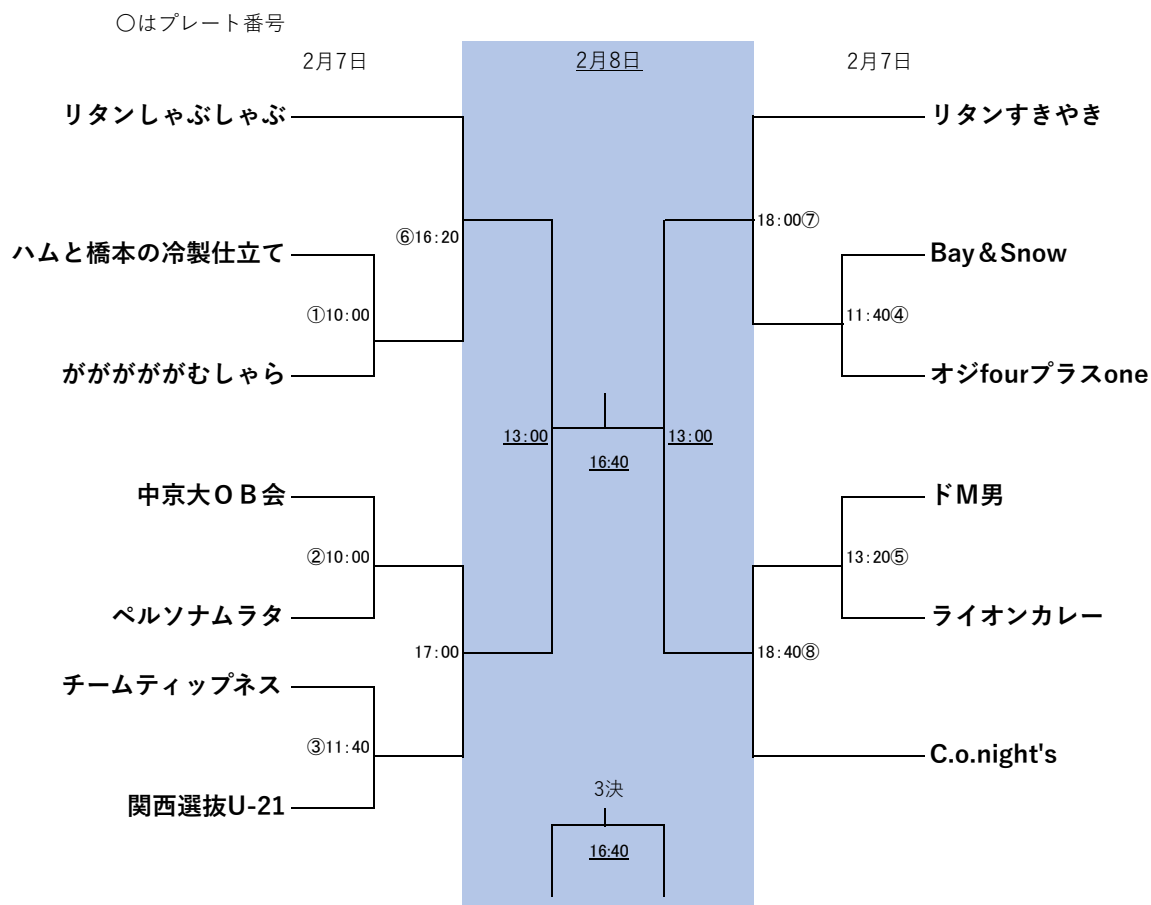 〇はプレート番号
2月7日
2月8日
2月7日
リタンしゃぶしゃぶ
リタンすきやき
⑥16:20
18:00⑦
ハムと橋本の冷製仕立て
Bay＆Snow
①10:00
11:40④
がががががむしゃら
オジfourプラスone
13:00
13:00
16:40
中京大ＯＢ会
ドM男
②10:00
13:20⑤
ペルソナムラタ
ライオンカレー
17:00
18:40⑧
チームティップネス
③11:40
C.o.night's
関西選抜U-21
3決
16:40